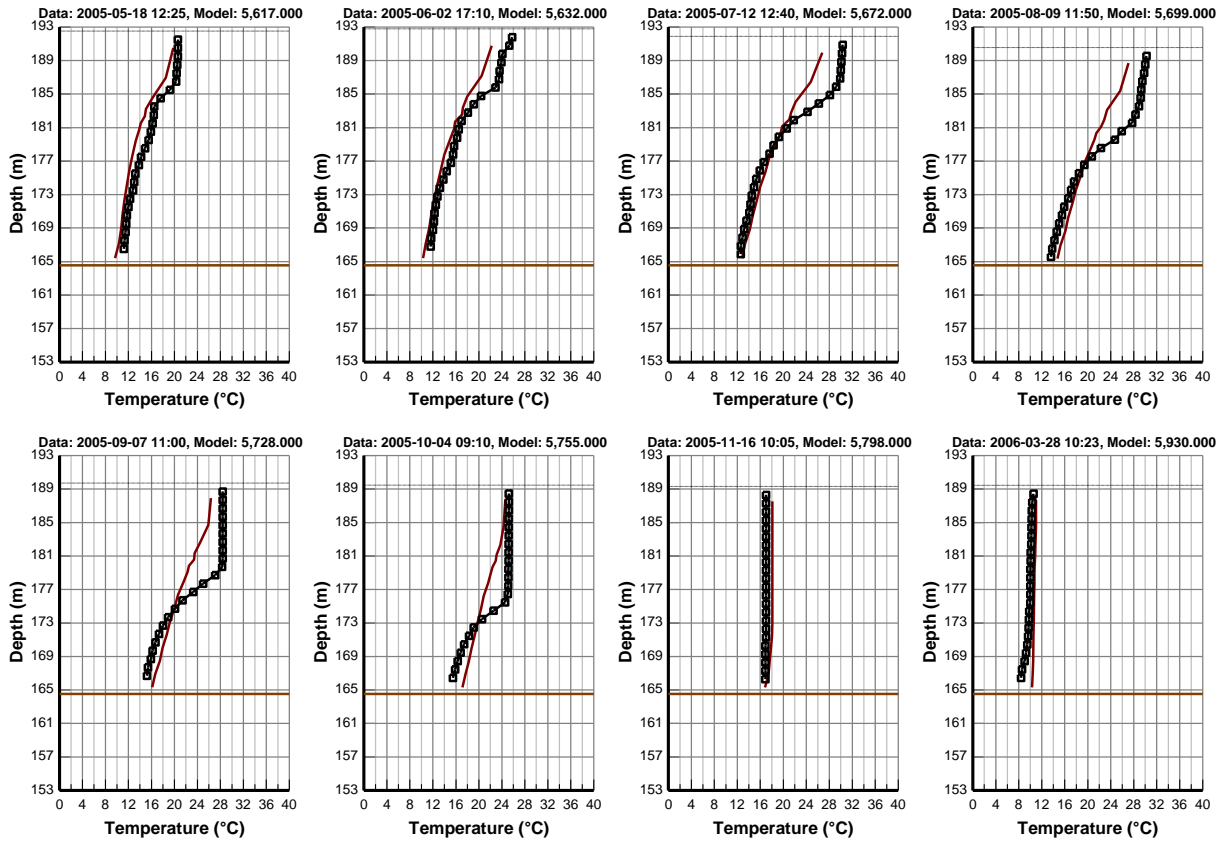 Data: 2005-05-18 12:25, Model: 5,617.000
193
189
185
181
177
173
169
165
161
157
153
Depth (m)
0 4 8 12 16 20 24 28 32 36 40
Temperature (°C)
Data: 2005-06-02 17:10, Model: 5,632.000
193
189
185
181
177
173
169
165
161
157
153
Depth (m)
0 4 8 12 16 20 24 28 32 36 40
Temperature (°C)
Data: 2005-07-12 12:40, Model: 5,672.000
193
189
185
181
177
173
169
165
161
157
153
Depth (m)
0 4 8 12 16 20 24 28 32 36 40
Temperature (°C)
Data: 2005-08-09 11:50, Model: 5,699.000
193
189
185
181
177
173
169
165
161
157
153
Depth (m)
0 4 8 12 16 20 24 28 32 36 40
Temperature (°C)
Data: 2005-09-07 11:00, Model: 5,728.000
193
189
185
181
177
173
169
165
161
157
153
Depth (m)
0 4 8 12 16 20 24 28 32 36 40
Temperature (°C)
Data: 2005-10-04 09:10, Model: 5,755.000
193
189
185
181
177
173
169
165
161
157
153
Depth (m)
0 4 8 12 16 20 24 28 32 36 40
Temperature (°C)
Data: 2005-11-16 10:05, Model: 5,798.000
193
189
185
181
177
173
169
165
161
157
153
Depth (m)
0 4 8 12 16 20 24 28 32 36 40
Temperature (°C)
Data: 2006-03-28 10:23, Model: 5,930.000
193
189
185
181
177
173
169
165
161
157
153
Depth (m)
0 4 8 12 16 20 24 28 32 36 40
Temperature (°C)